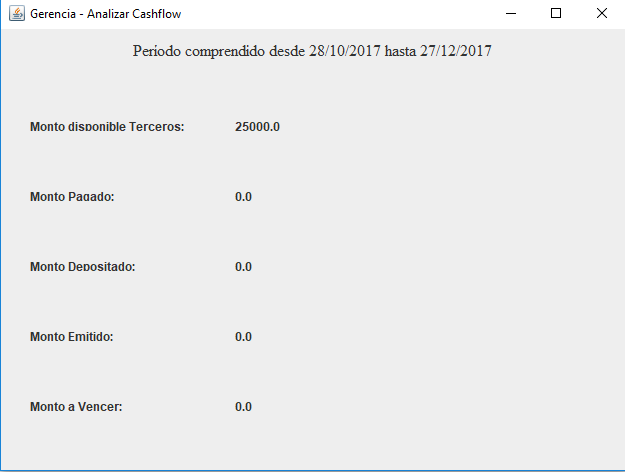 Gerencia - Analizar Cashflow
Periodo comprendido desde 28/10/2017 hasta 27/12/2017
Monto disponible Terceros: 25000.0
Monto Pagado: 0.0
Monto Depositado: 0.0
Monto Emitido: 0.0
Monto a Vencer: 0.0